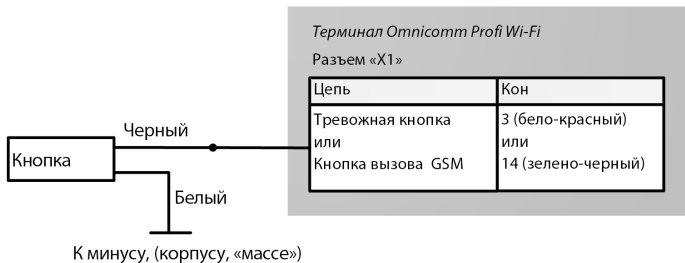 Терминал Omnicomm Profi Wi-Fi
Разъем «X1»
Цепь Кон
Тревожная кнопка 3 (бело-красный)
или или
Кнопка вызова GSM 14 (зелено-черный)
Черный
Кнопка
Белый
К минусу, (корпусу, «массе»)